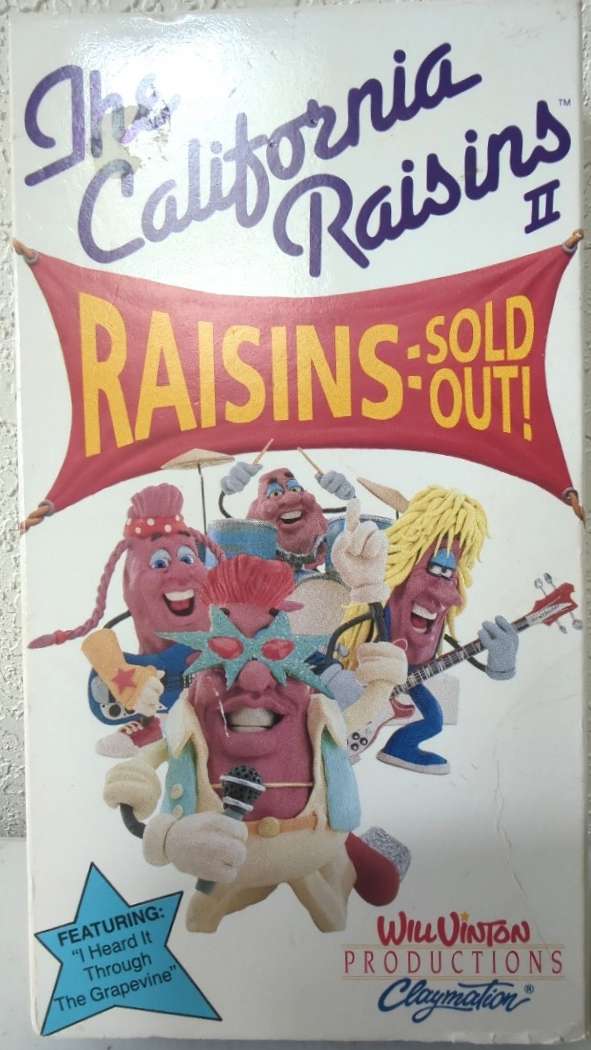 The
California
Raisins™
II
RAISINS: SOLD
OUT!
FEATURING:
"I Heard It
Through
The Grapevine"
WILL VINTON
PRODUCTIONS
Claymation®